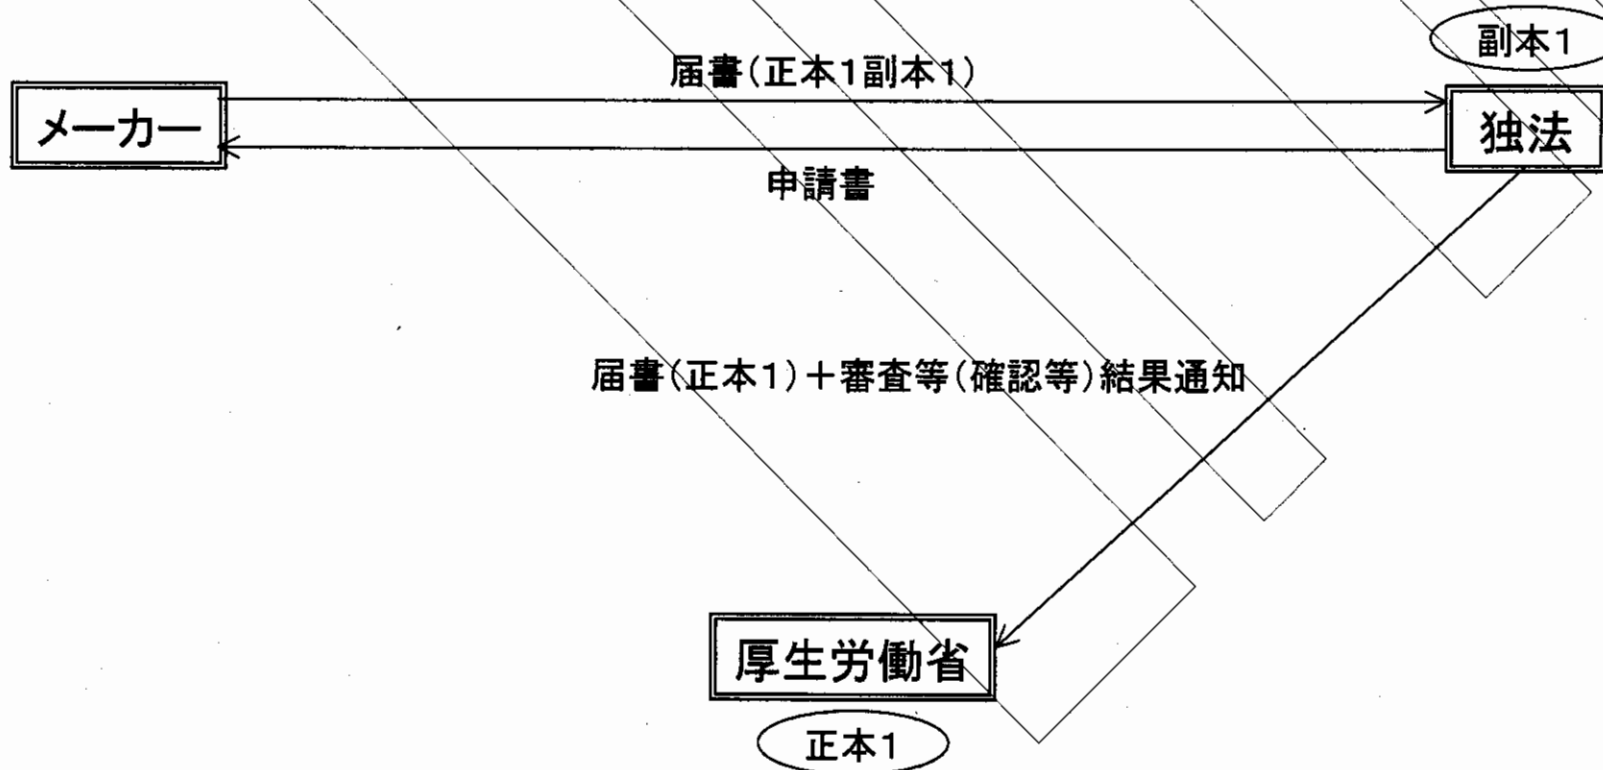 副本1
届書(正本1副本1)
メーカー
独法
申請書
届書(正本1)+審査等(確認等)結果通知
厚生労働省
正本1